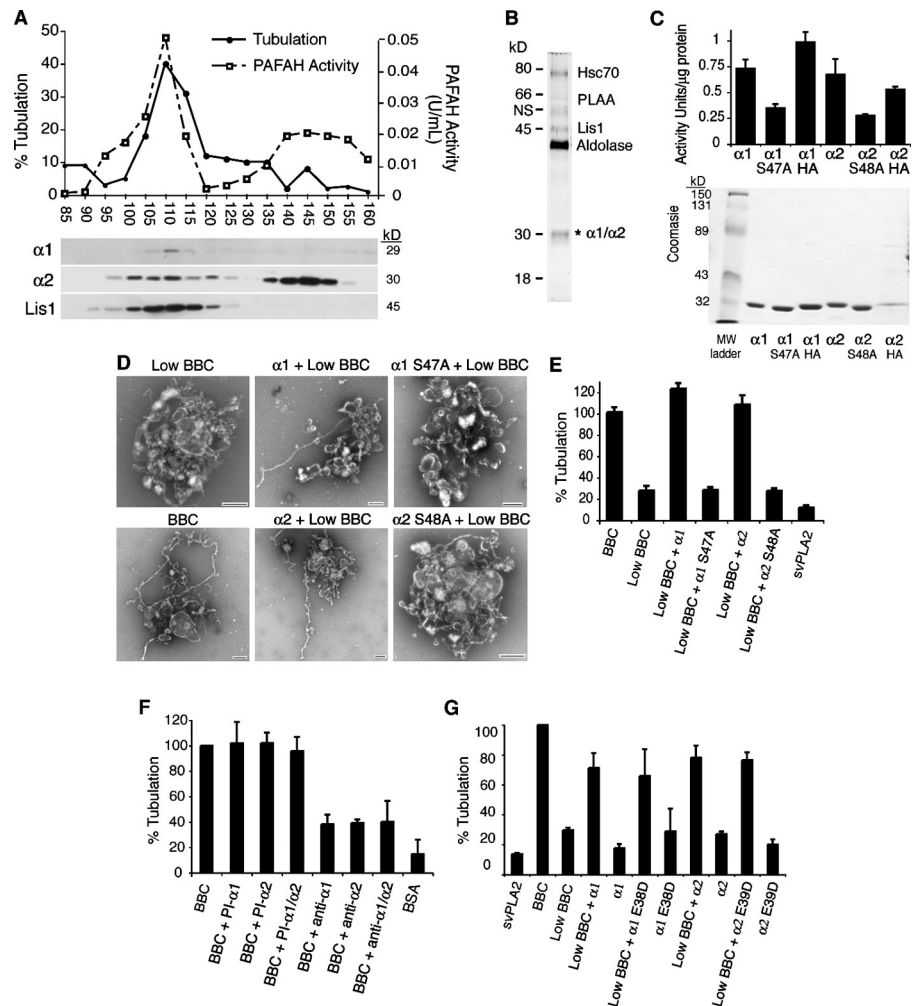 A
Tubulation
PAFAH Activity
% Tubulation
50
40
30
20
10
0
PAFAH Activity (U/mL)
0.05
0.04
0.03
0.02
0.01
0
85 90 95 100 105 110 115 120 125 130 135 140 145 150 155 160
kD
α1 29
α2 30
Lis1 45
B
kD
80 Hsc70
66 PLAA
NS
45 Lis1
Aldolase
30 * α1/α2
18
C
Activity Units/µg protein
1
0.75
0.5
0.25
0
α1 α1 S47A α1 HA α2 α2 S48A α2 HA
kD
150
131
89
43
32
Coomasie
MW ladder α1 α1 S47A α1 HA α2 α2 S48A α2 HA
D
Low BBC α1 + Low BBC α1 S47A + Low BBC
BBC α2 + Low BBC α2 S48A + Low BBC
E
% Tubulation
120
100
80
60
40
20
0
BBC
Low BBC
Low BBC + α1
Low BBC + α1 S47A
Low BBC + α2
Low BBC + α2 S48A
svPLA2
F
% Tubulation
120
100
80
60
40
20
0
BBC
BBC + PI-α1
BBC + PI-α2
BBC + PI-α1/α2
BBC + anti-α1
BBC + anti-α2
BBC + anti-α1/α2
BSA
G
% Tubulation
100
80
60
40
20
0
svPLA2
BBC
Low BBC
Low BBC + α1
α1
Low BBC + α1 E38D
α1 E38D
Low BBC + α2
α2
Low BBC + α2 E39D
α2 E39D